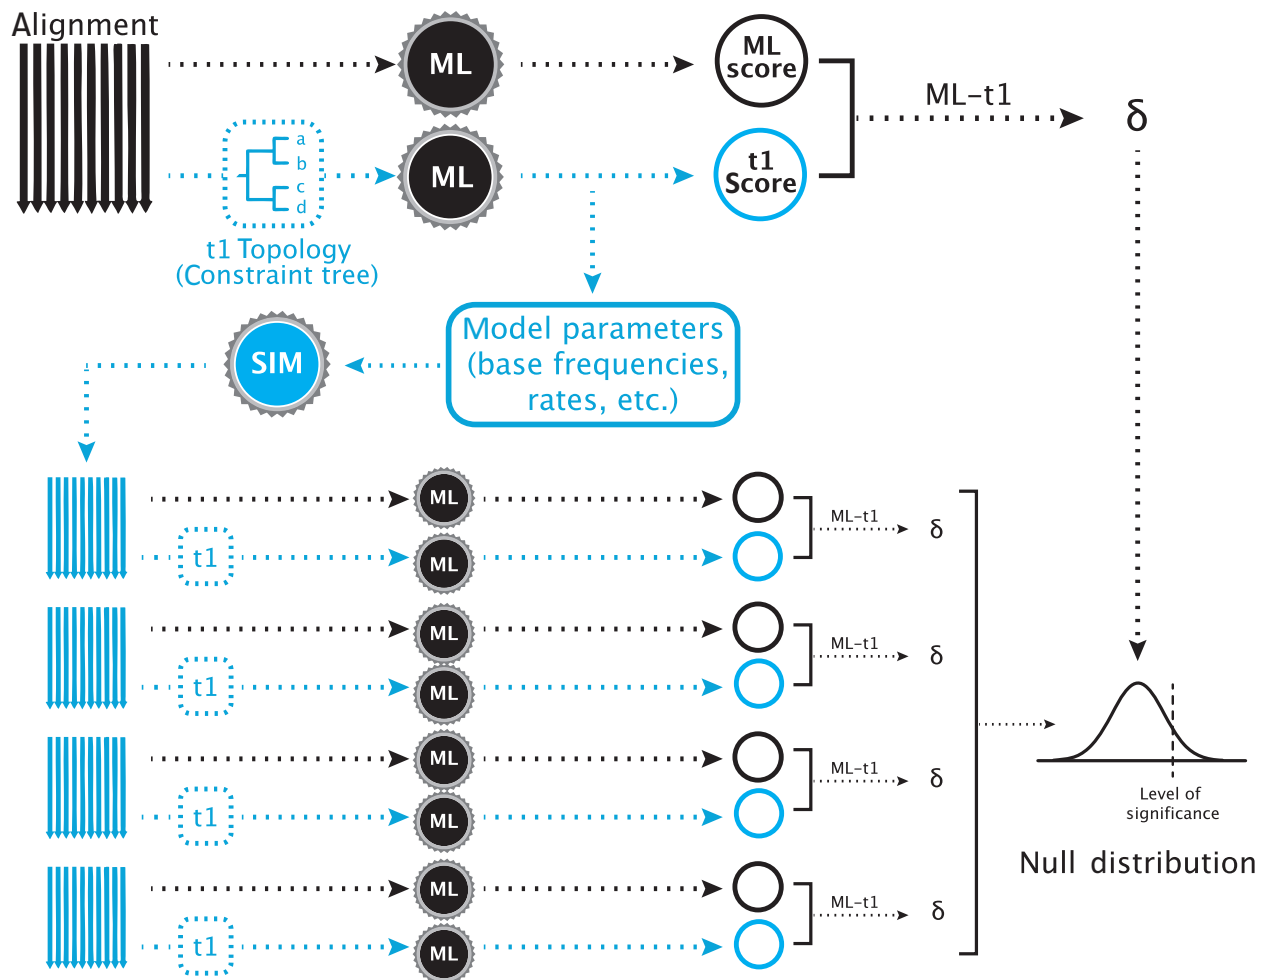 Alignment
ML
ML
score
ML-t1
δ
a
b
c
d
ML
t1
Score
t1 Topology
(Constraint tree)
Model parameters
(base frequencies,
rates, etc.)
SIM
ML
ML-t1
δ
t1
ML
ML
ML-t1
δ
t1
ML
ML
ML-t1
δ
t1
ML
Level of
significance
Null distribution
ML
ML-t1
δ
t1
ML